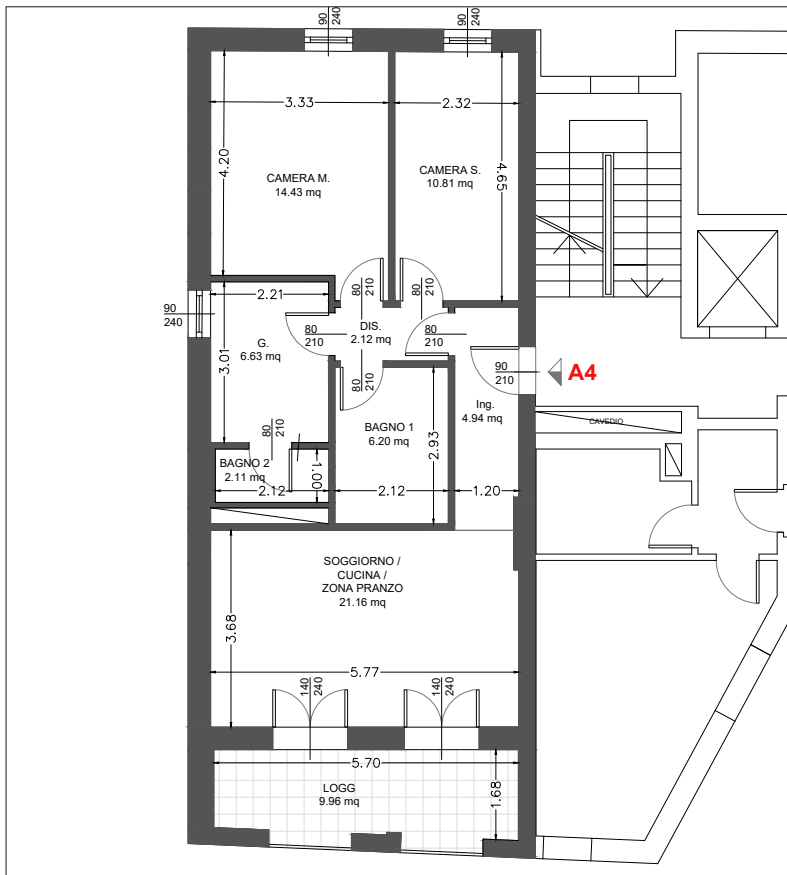 90
240
90
240
3.33
2.32
4.20
CAMERA M.
14.43 mq
CAMERA S.
10.81 mq
4.65
90
240
2.21
80
210
80
210
G.
6.63 mq
3.01
80
210
DIS.
2.12 mq
80
210
90
210
A4
80
210
Ing.
4.94 mq
CAVEDIO
BAGNO 1
6.20 mq
2.93
80
210
BAGNO 2
2.11 mq
1.00
2.12
2.12
1.20
SOGGIORNO /
CUCINA /
ZONA PRANZO
21.16 mq
3.68
5.77
140
240
140
240
5.70
LOGG
9.96 mq
1.68